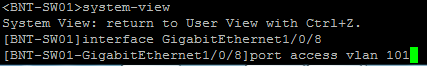 <BNT-SW01>system-view
System View: return to User View with Ctrl+Z.
[BNT-SW01]interface GigabitEthernet1/0/8
[BNT-SW01-GigabitEthernet1/0/8]port access vlan 101